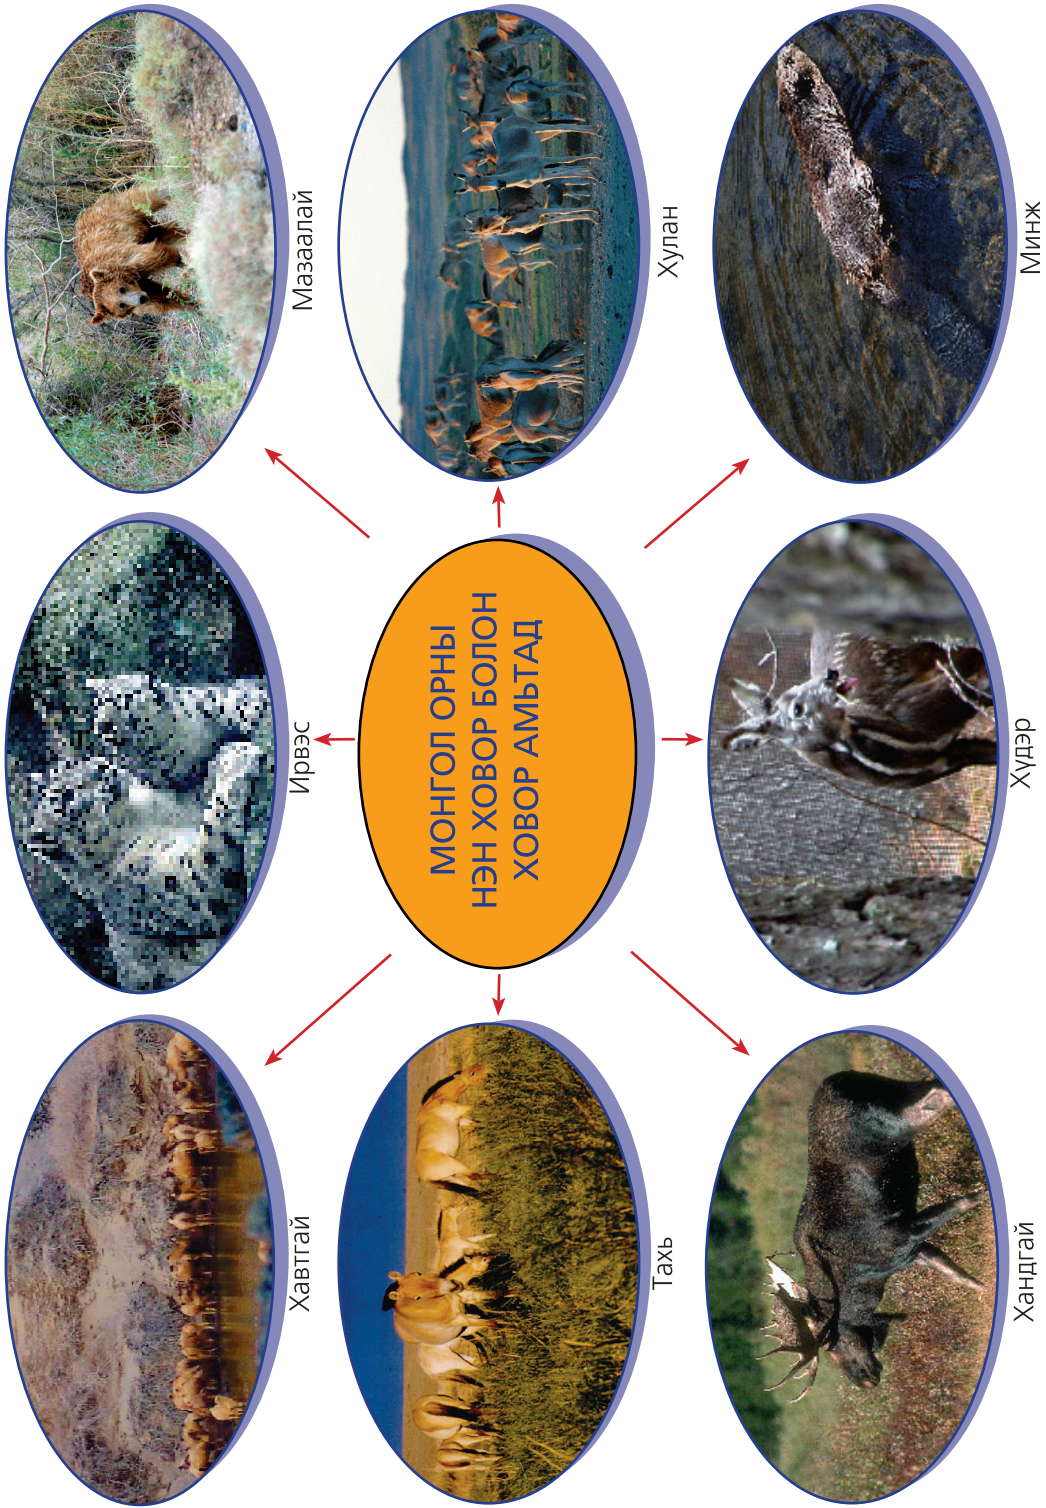 Хавтгай
Ирвэс
Мазаалай
МОНГОЛ ОРНЫ
НЭН ХОВОР БОЛОН
ХОВОР АМЬТАД
Тахь
Хулан
Хандгай
Хүдэр
Минж